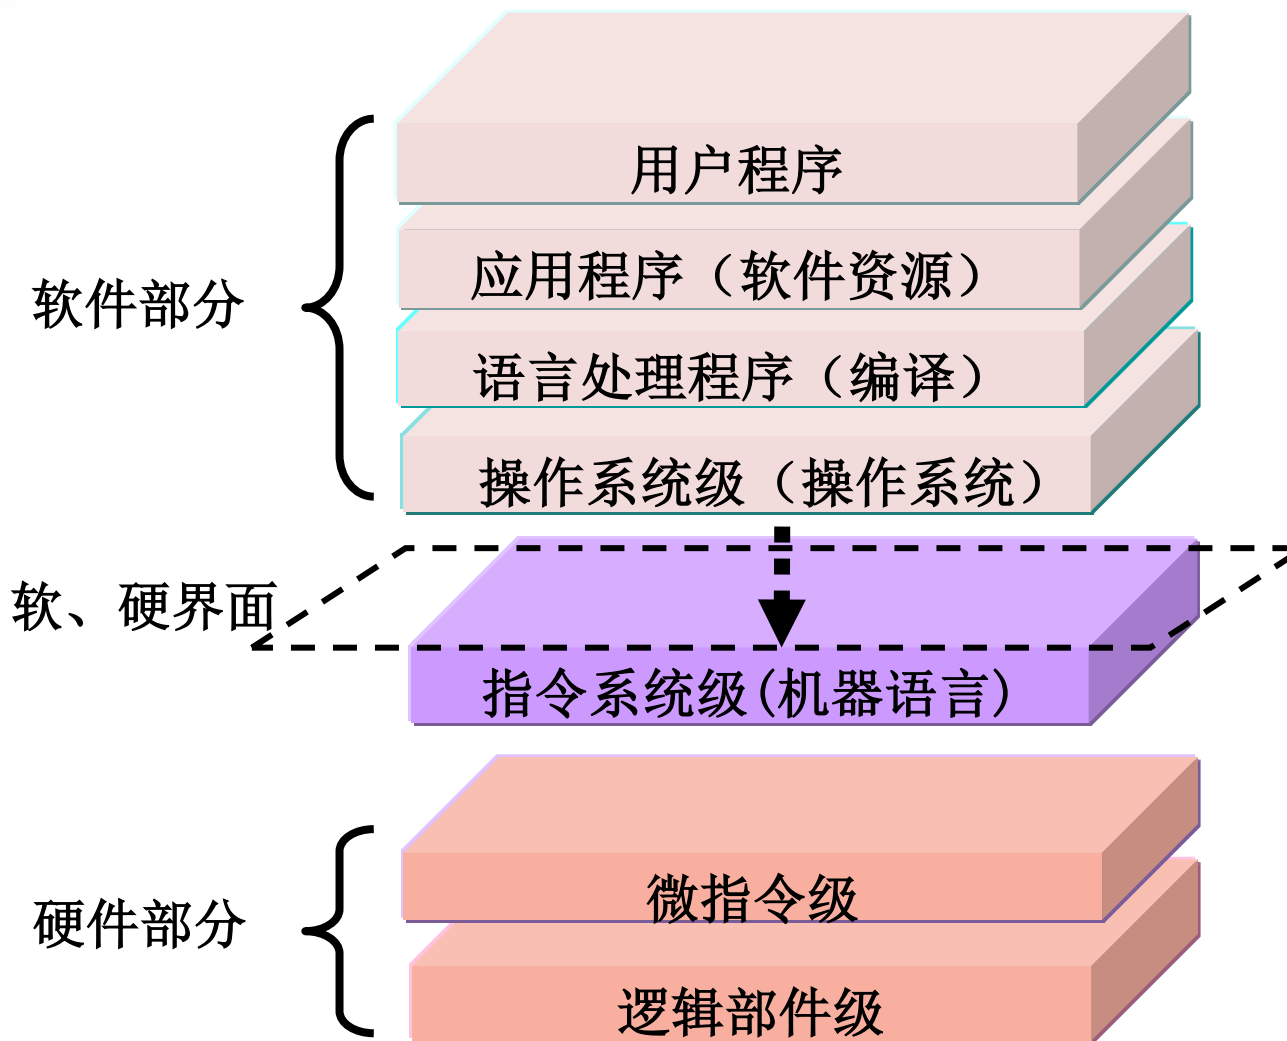 用户程序
应用程序（软件资源）
软件部分
语言处理程序（编译）
操作系统级（操作系统）
软、硬界面
指令系统级(机器语言)
微指令级
硬件部分
逻辑部件级